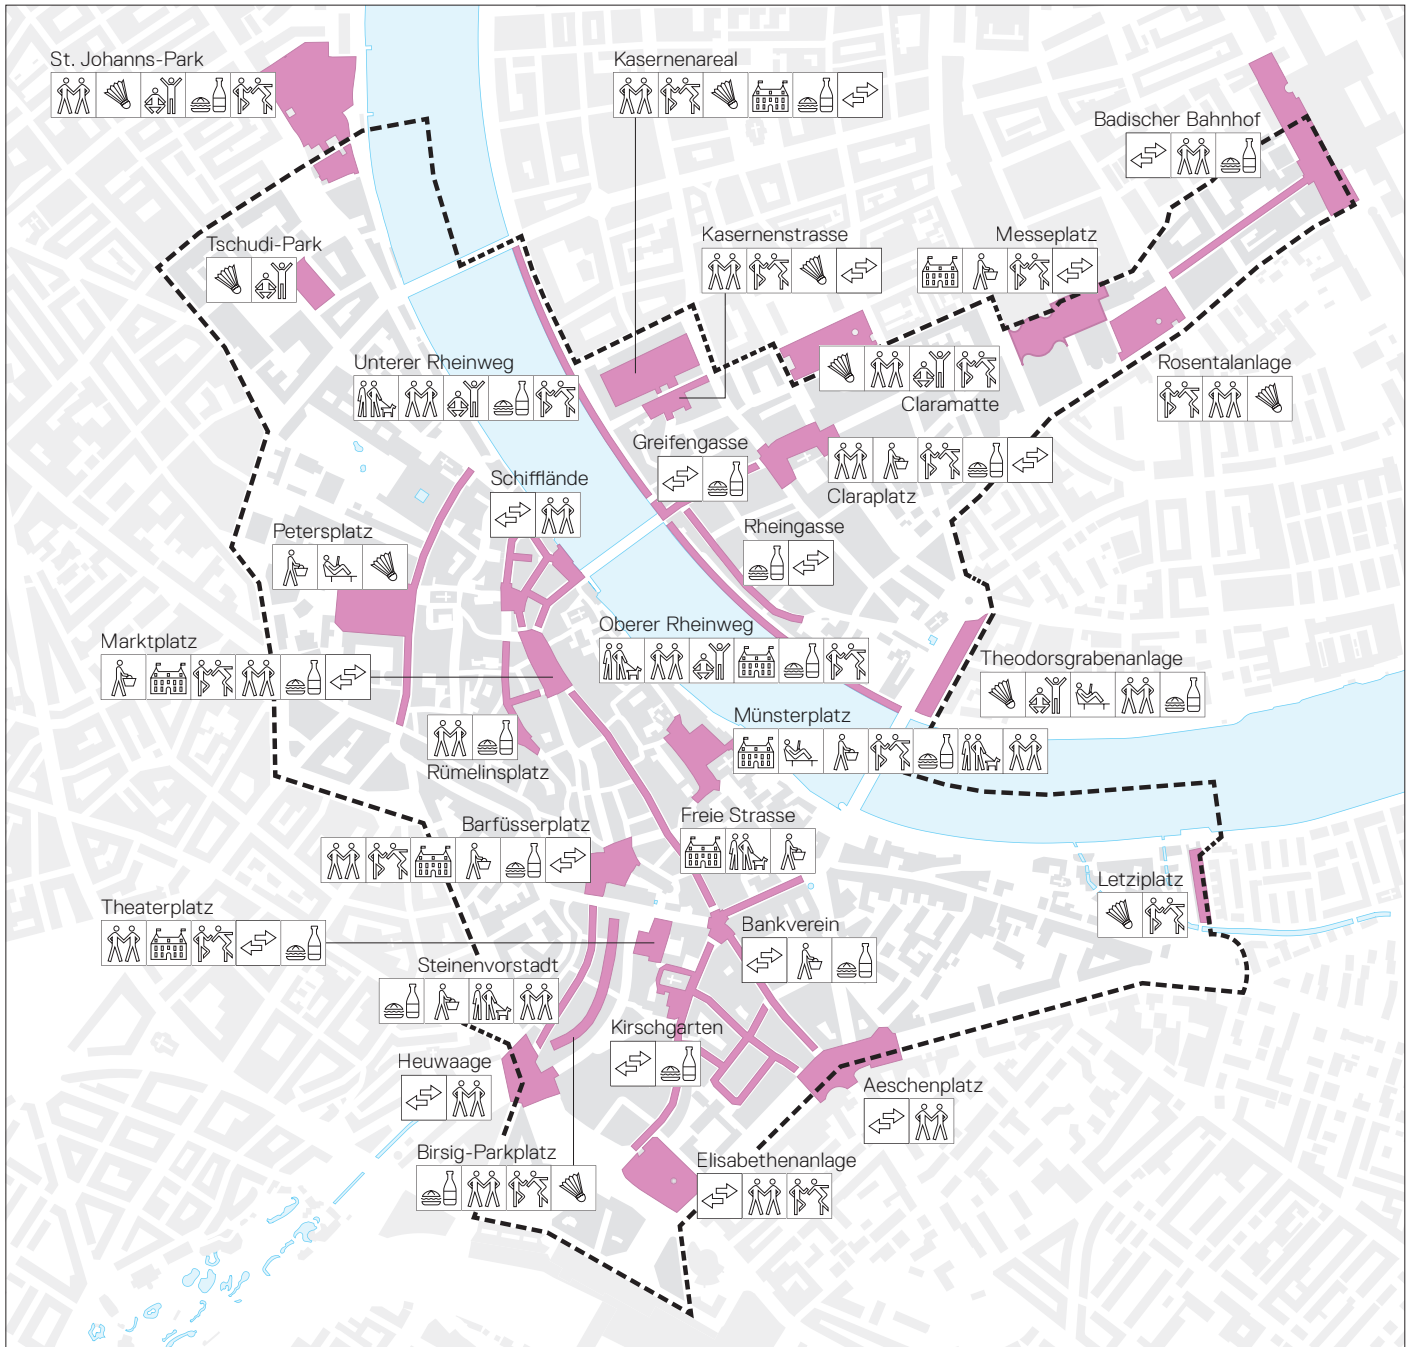 St. Johanns-Park
Kasernenareal
Badischer Bahnhof
Tschudi-Park
Kasernenstrasse
Messeplatz
Unterer Rheinweg
Rosentalanlage
Claramatte
Greifengasse
Schifflände
Claraplatz
Petersplatz
Rheingasse
Oberer Rheinweg
Marktplatz
Theodorsgrabenanlage
Münsterplatz
Rümelinsplatz
Freie Strasse
Barfüsserplatz
Letziplatz
Theaterplatz
Bankverein
Steinenvorstadt
Kirschgarten
Heuwaage
Aeschenplatz
Birsig-Parkplatz
Elisabethenanlage